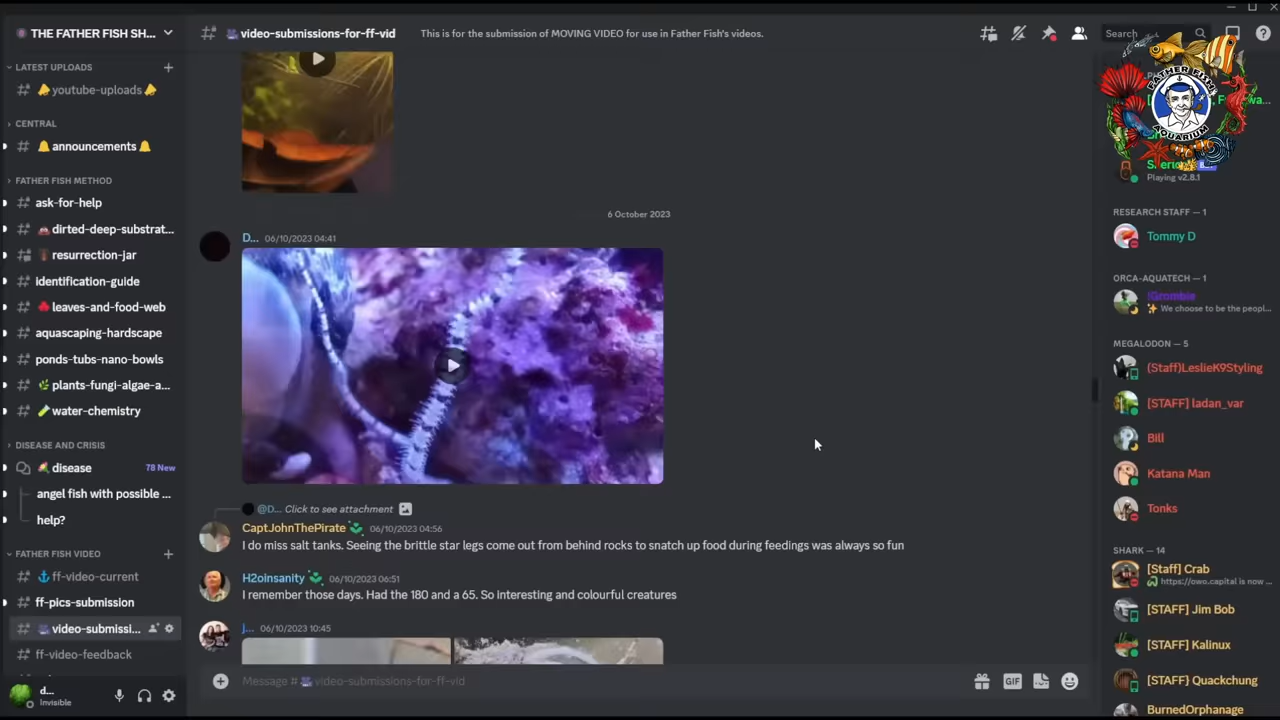 THE FATHER FISH SH...
LATEST UPLOADS
youtube-uploads
CENTRAL
announcements
FATHER FISH METHOD
ask-for-help
dirted-deep-substrat...
resurrection-jar
identification-guide
leaves-and-food-web
aquascaping-hardscape
ponds-tubs-nano-bowls
plants-fungi-algae-a...
water-chemistry
DISEASE AND CRISIS
disease
78 New
angel fish with possible ...
help?
FATHER FISH VIDEO
ff-video-current
ff-pics-submission
video-submissi...
ff-video-feedback
d...
Invisible
video-submissions-for-ff-vid
This is for the submission of MOVING VIDEO for use in Father Fish's videos.
Search
6 October 2023
D... 06/10/2023 04:41
@D... Click to see attachment
CaptJohnThePirate 06/10/2023 04:56
I do miss salt tanks. Seeing the brittle star legs come out from behind rocks to snatch up food during feedings was always so fun
H2oinsanity 06/10/2023 06:51
I remember those days. Had the 180 and a 65. So interesting and colourful creatures
j... 06/10/2023 10:45
Message #video-submissions-for-ff-vid
GIF
FATHER FISH
AQUARIUM
Playing v2.8.1
RESEARCH STAFF — 1
Tommy D
ORCA-AQUATECH — 1
!Grombie
We choose to be the peopl...
MEGALODON — 5
(Staff)LeslieK9Styling
[STAFF] ladan_var
Bill
Katana Man
Tonks
SHARK — 14
[Staff] Crab
https://owo.capital is now ...
[STAFF] Jim Bob
[STAFF] Kalinux
[STAFF} Quackchung
BurnedOrphanage